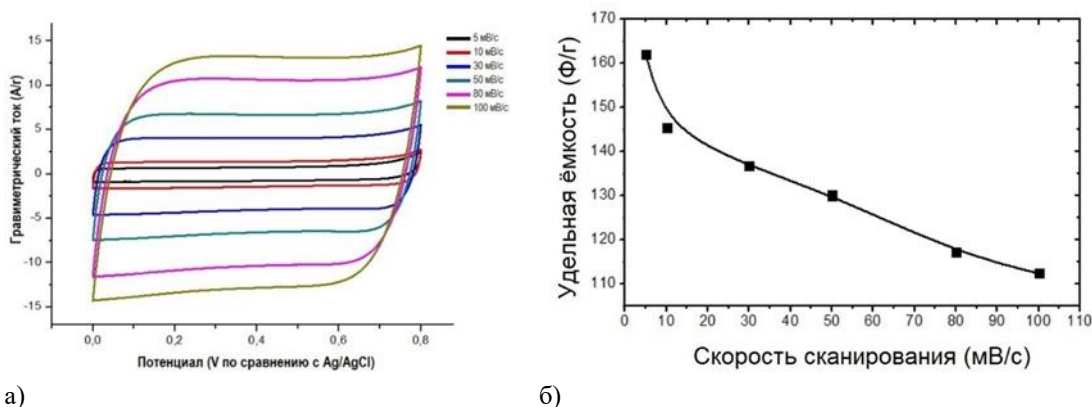 15
10
5
0
-5
-10
-15
Гравиметрический ток (А/г)
5 мВ/с
10 мВ/с
30 мВ/с
50 мВ/с
80 мВ/с
100 мВ/с
0,0
0,2
0,4
0,6
0,8
Потенциал (V по сравнению с Ag/AgCl)
а)
170
160
150
140
130
120
110
Удельная ёмкость (Ф/г)
0 10 20 30 40 50 60 70 80 90 100 110
Скорость сканирования (мВ/с)
б)